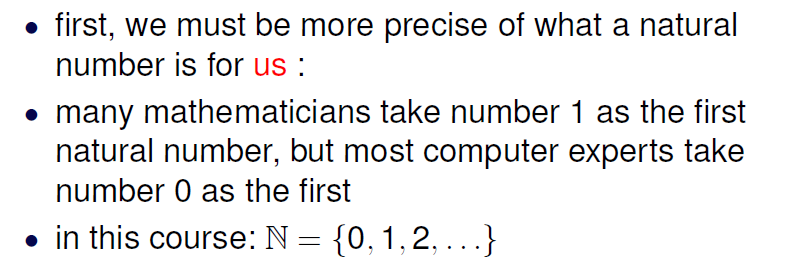 • first, we must be more precise of what a natural
number is for us :
• many mathematicians take number 1 as the first
natural number, but most computer experts take
number 0 as the first
• in this course: ℕ = {0, 1, 2, . . .}